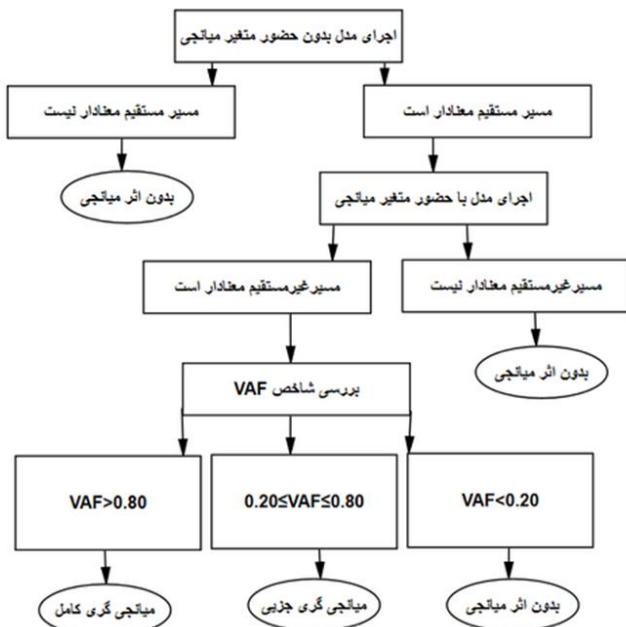 اجرای مدل بدون حضور متغیر میانجی
مسیر مستقیم معنادار است
مسیر مستقیم معنادار نیست
بدون اثر میانجی
اجرای مدل با حضور متغیر میانجی
مسیرغیرمستقیم معنادار نیست
مسیرغیرمستقیم معنادار است
بدون اثر میانجی
بررسی شاخص VAF
VAF<0.20
0.20≤VAF≤0.80
VAF>0.80
بدون اثر میانجی
میانجی گری جزیی
میانجی گری کامل